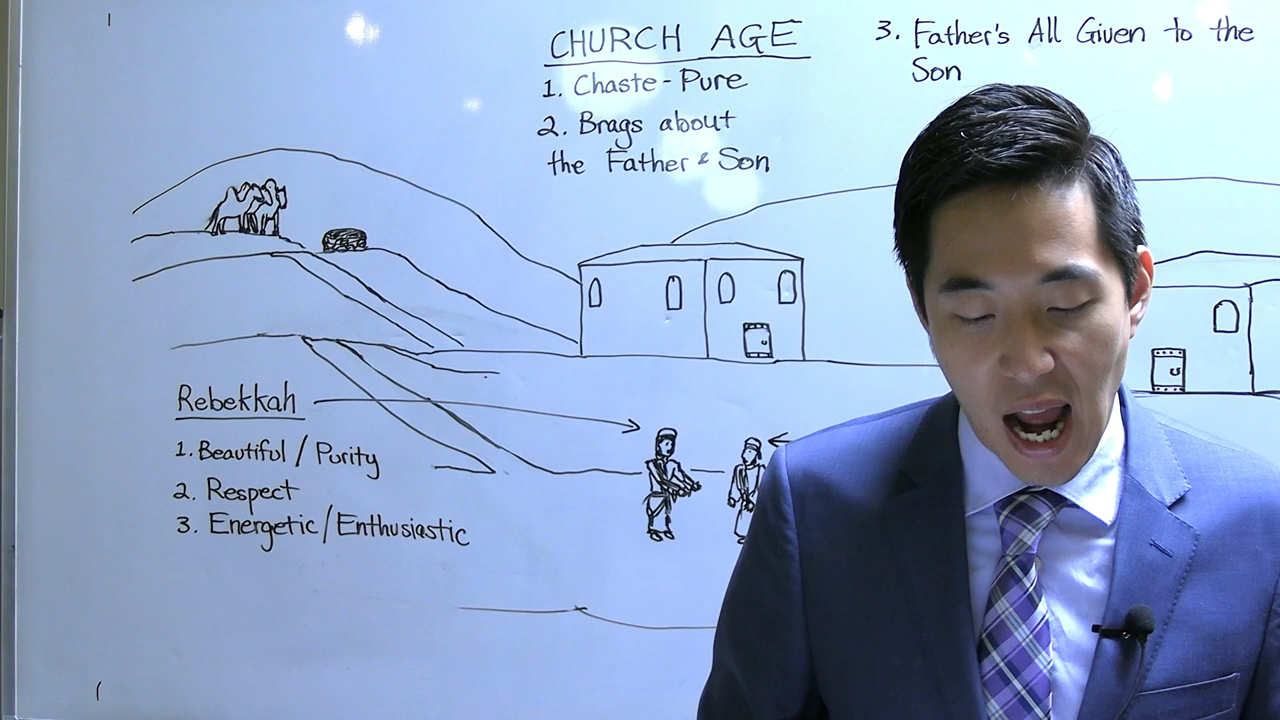 CHURCH AGE
1. Chaste-Pure
2. Brags about
the Father & Son
3. Father's All Given to the
Son
Rebekkah
1. Beautiful / Purity
2. Respect
3. Energetic/Enthusiastic